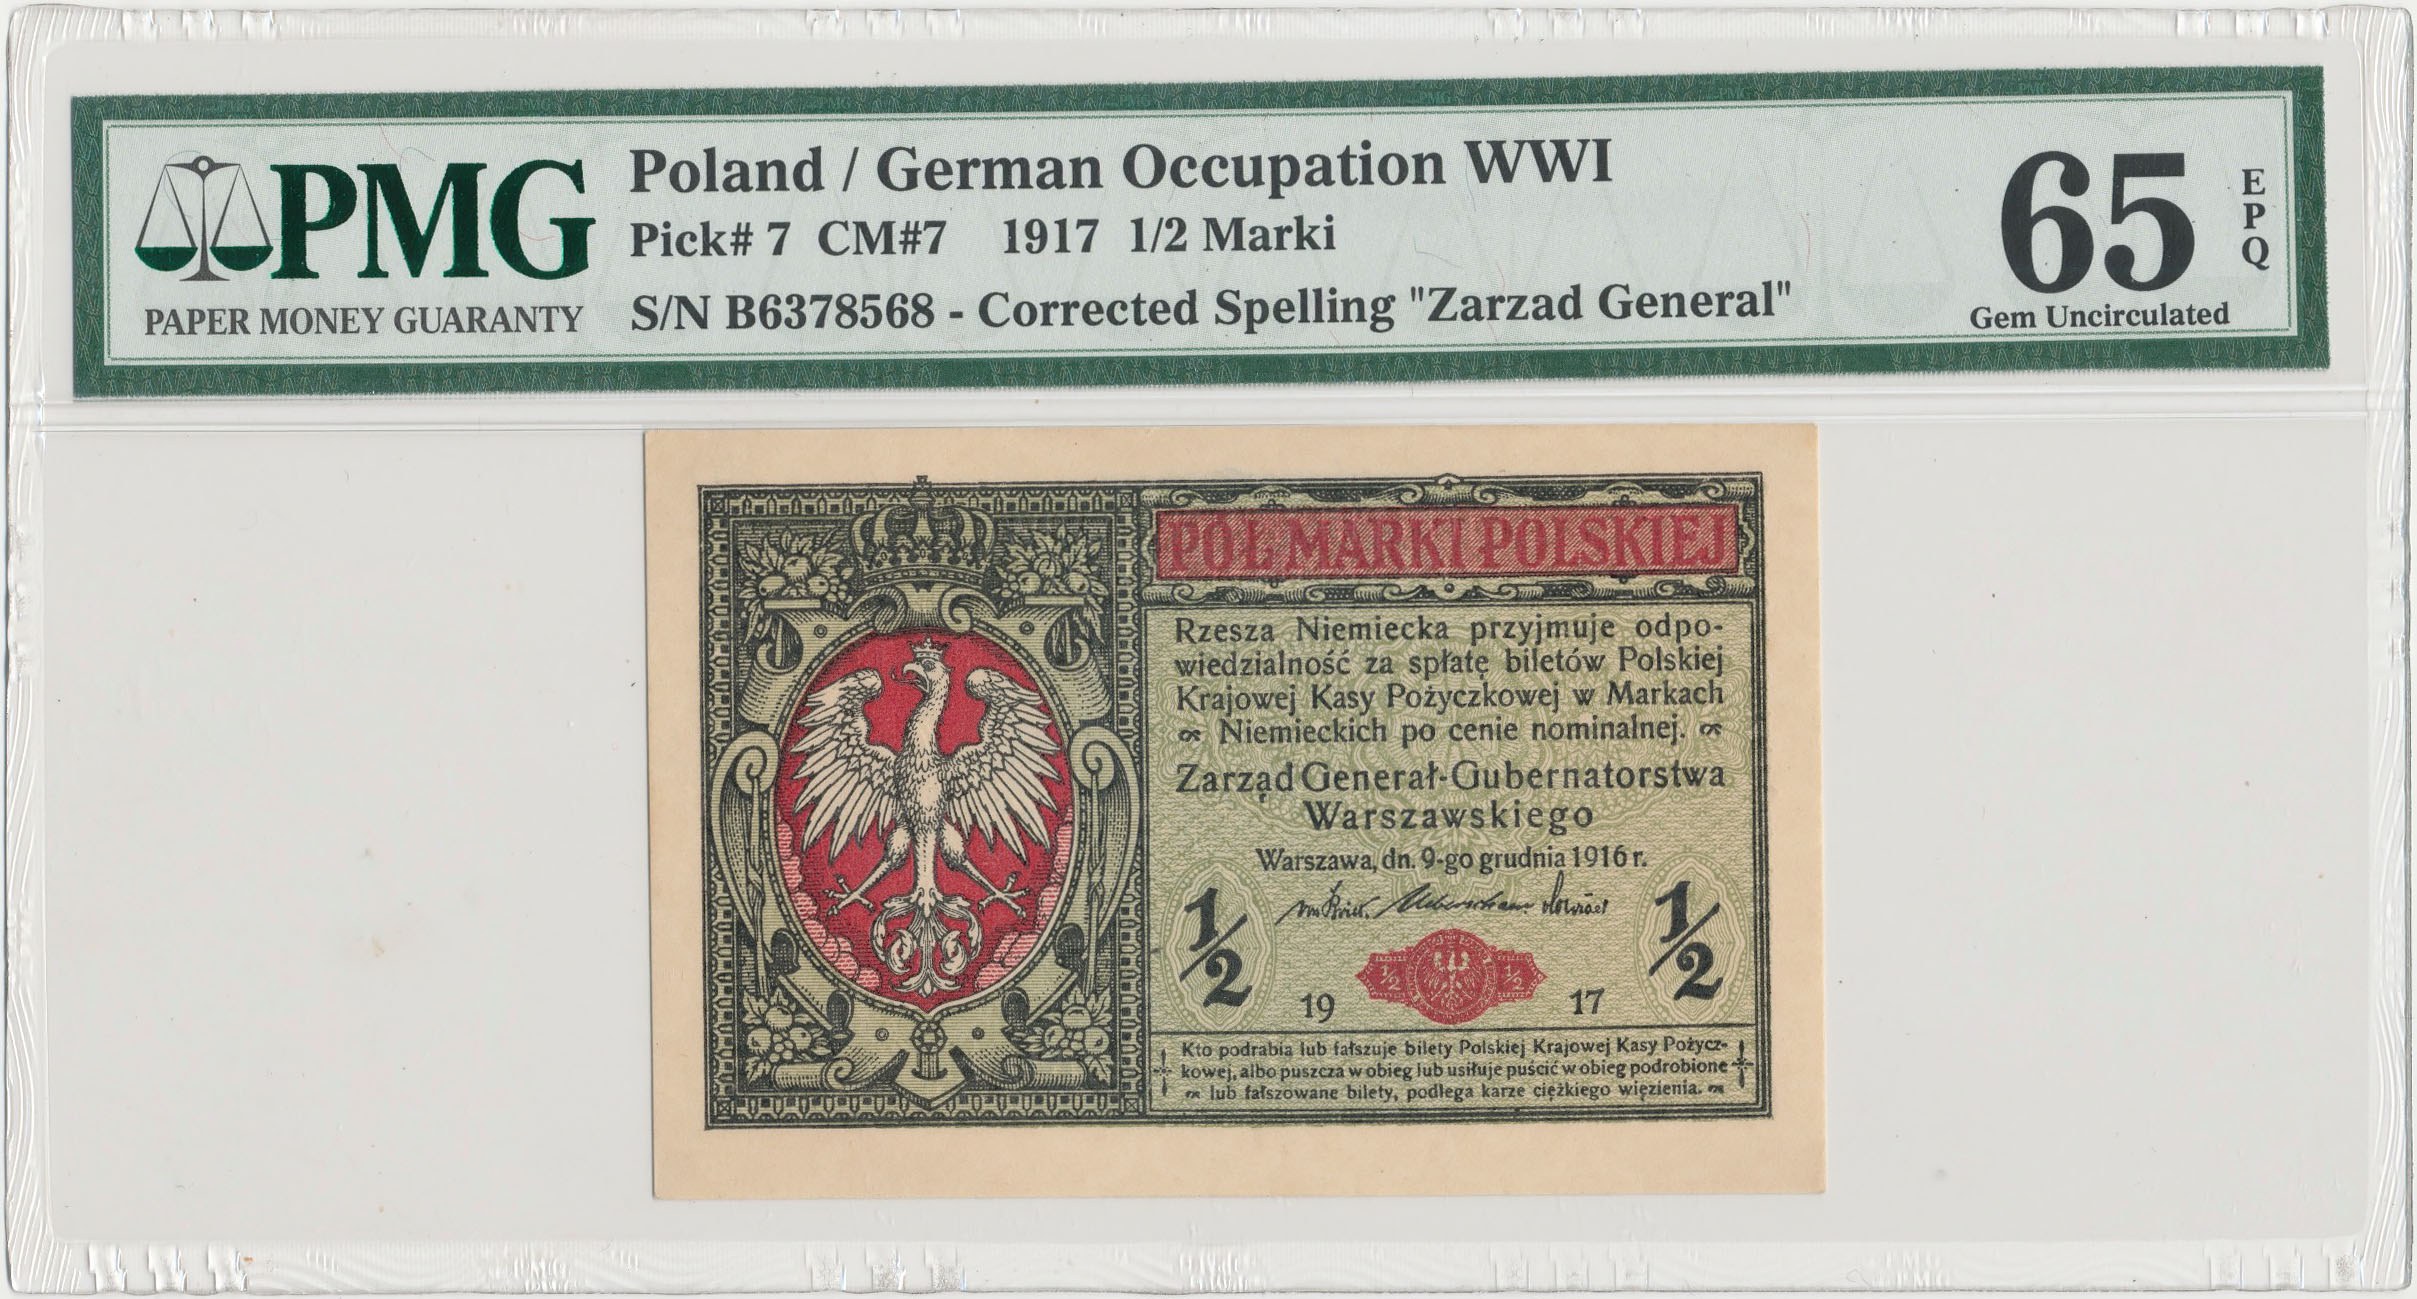 PMG
PAPER MONEY GUARANTY
Poland / German Occupation WWI
Pick# 7 CM#7 1917 1/2 Marki
S/N B6378568 - Corrected Spelling "Zarzad General"
65
EPQ
Gem Uncirculated
PÓŁ MARKI POLSKIEJ
Rzesza Niemiecka przyjmuje odpo-
wiedzialność za spłatę biletów Polskiej
Krajowej Kasy Pożyczkowej w Markach
Niemieckich po cenie nominalnej.
Zarząd Generał-Gubernatorstwa
Warszawskiego
Warszawa, dn. 9-go grudnia 1916 r.
1/2 1/2
1/2 1/2
19 17
Kto podrabia lub fałszuje bilety Polskiej Krajowej Kasy Pożycz-
kowej, albo puszcza w obieg lub usiłuje puścić w obieg podrobione
lub fałszowane bilety, podlega karze ciężkiego więzienia.